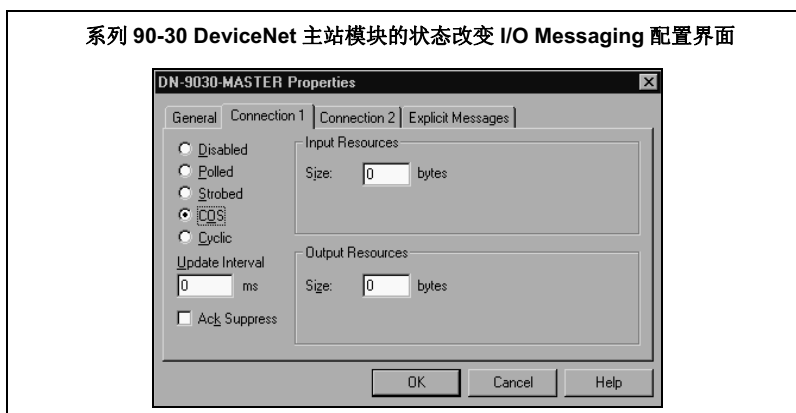 系列 90-30 DeviceNet 主站模块的状态改变 I/O Messaging 配置界面
DN-9030-MASTER Properties
General Connection 1 Connection 2 Explicit Messages
Disabled
Polled
Strobed
COS
Cyclic
Update Interval
0 ms
Ack Suppress
Input Resources
Size: 0 bytes
Output Resources
Size: 0 bytes
OK Cancel Help